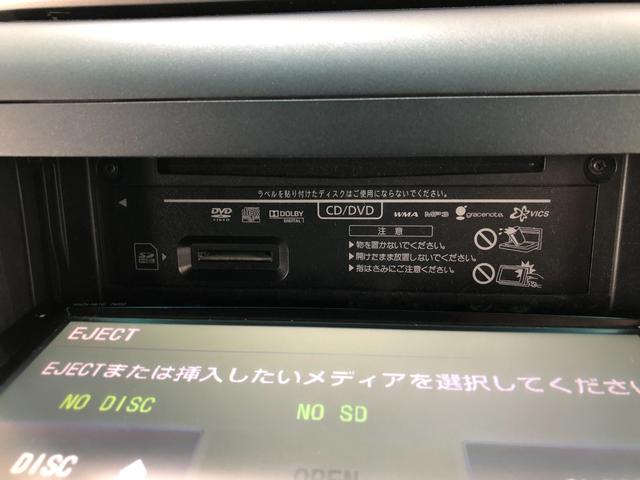 ラベルを貼り付けたディスクはご使用にならないでください。
DVD VIDEO DOLBY DIGITAL CD/DVD WMA MP3 gracenote VICS
注意
▶物を置かないでください。
▶開けたまま放置しないでください。
▶指はさみにご注意ください。
SD
EJECT
EJECTまたは挿入したいメディアを選択してください
NO DISC NO SD
DISC OPEN